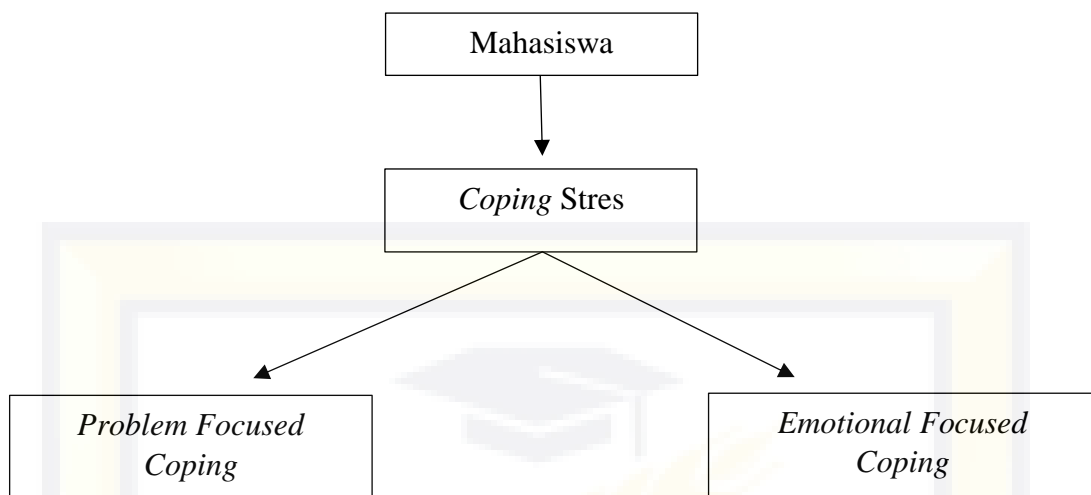 Mahasiswa
Coping Stres
Problem Focused
Coping
Emotional Focused
Coping